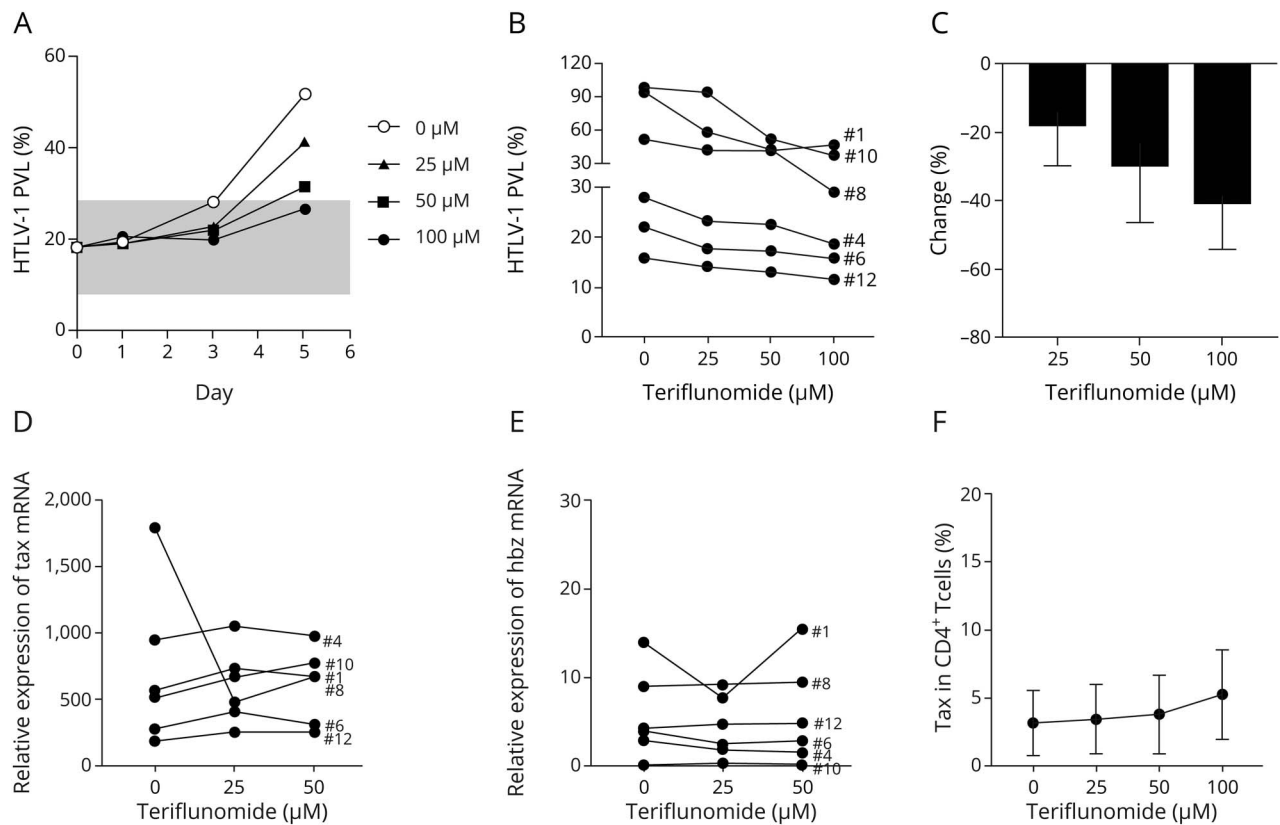 A
HTLV-1 PVL (%)
60
40
20
0
0 1 2 3 4 5 6
Day
0 µM
25 µM
50 µM
100 µM
B
HTLV-1 PVL (%)
120
90
60
30
30
20
10
0
#1
#10
#8
#4
#6
#12
0 25 50 100
Teriflunomide (µM)
C
Change (%)
0
–20
–40
–60
–80
25 50 100
Teriflunomide (µM)
D
Relative expression of tax mRNA
2,000
1,500
1,000
500
0
#4
#10
#1
#8
#6
#12
0 25 50
Teriflunomide (µM)
E
Relative expression of hbz mRNA
30
20
10
0
#1
#8
#12
#6
#4
#10
0 25 50
Teriflunomide (µM)
F
Tax in CD4⁺ Tcells (%)
20
15
10
5
0
0 25 50 100
Teriflunomide (µM)